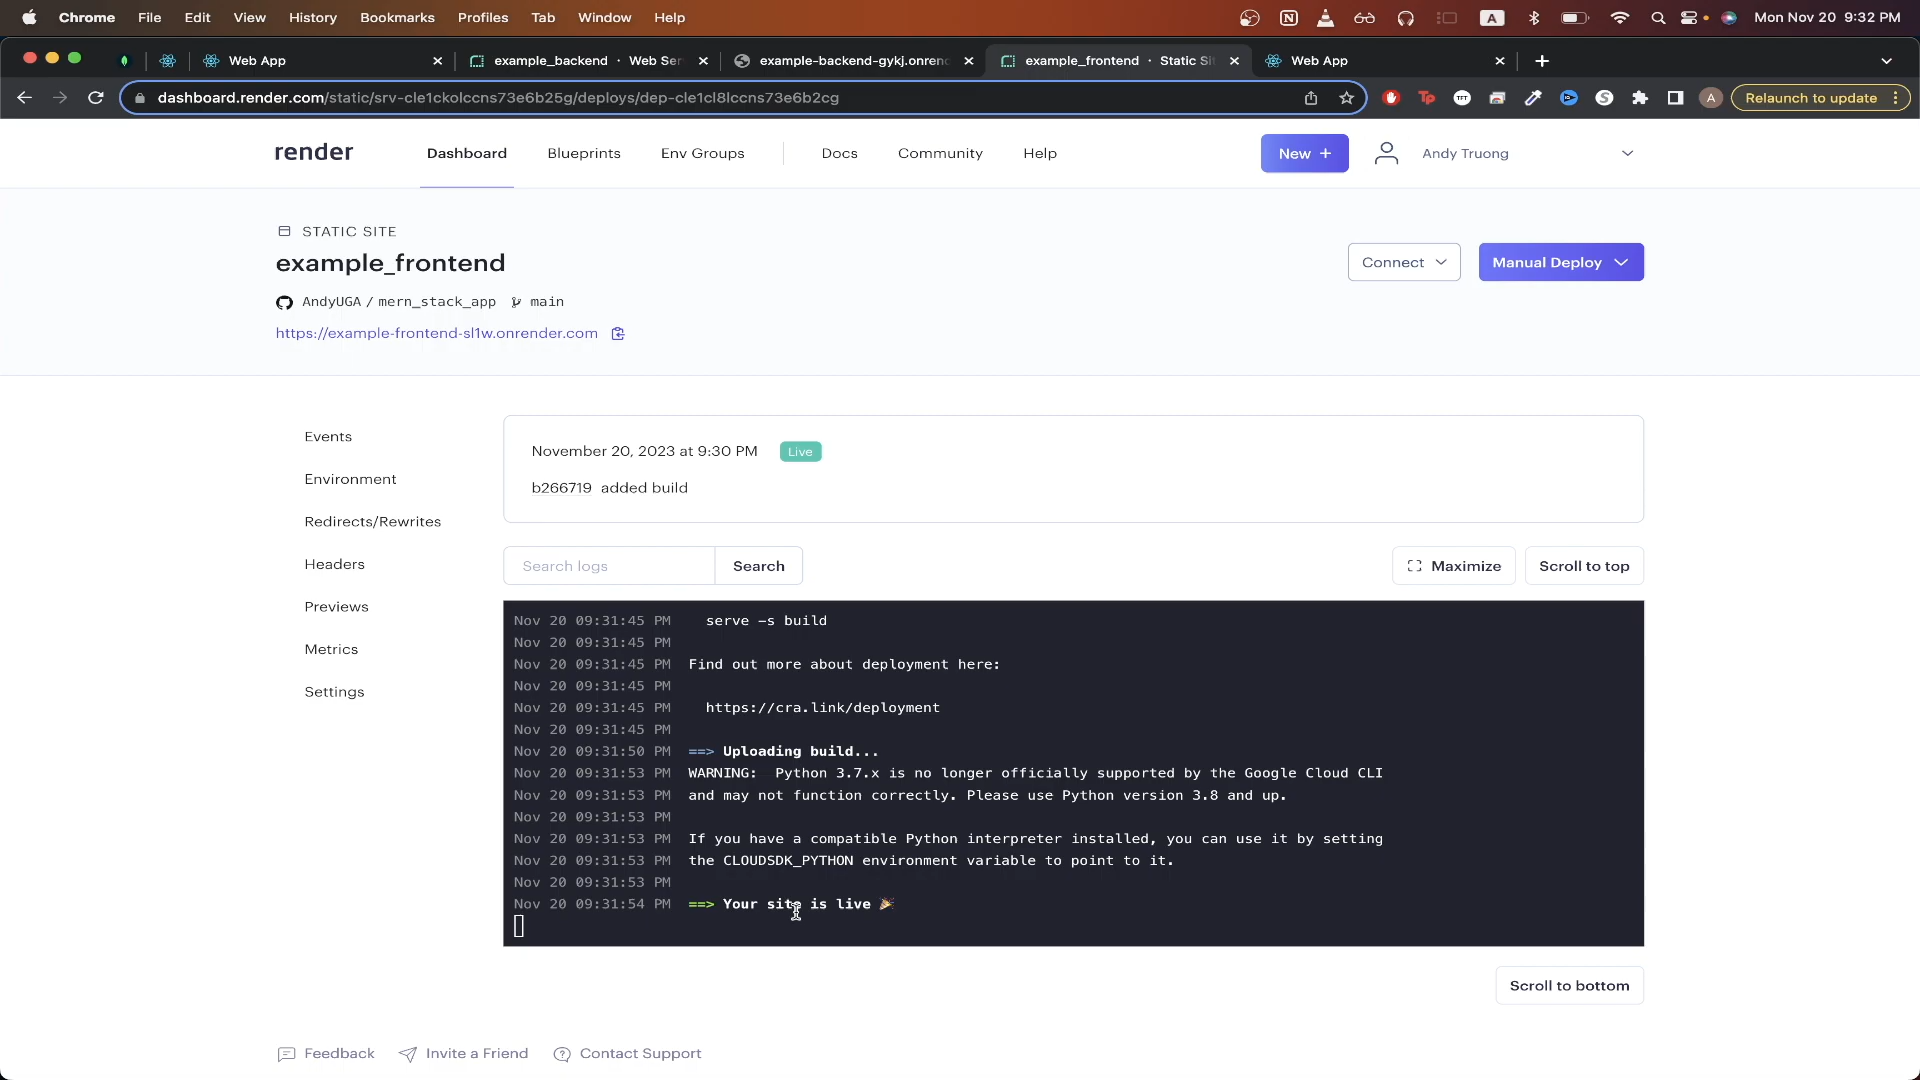 Chrome File Edit View History Bookmarks Profiles Tab Window Help A Mon Nov 20 9:32 PM
Web App example_backend · Web Ser example-backend-gykj.onrend example_frontend · Static Sit Web App
dashboard.render.com/static/srv-cle1ckolccns73e6b25g/deploys/dep-cle1cl8lccns73e6b2cg Relaunch to update
render Dashboard Blueprints Env Groups Docs Community Help New + Andy Truong
STATIC SITE
example_frontend
Connect Manual Deploy
AndyUGA / mern_stack_app main
https://example-frontend-sl1w.onrender.com
Events
Environment
Redirects/Rewrites
Headers
Previews
Metrics
Settings
November 20, 2023 at 9:30 PM Live
b266719 added build
Search logs Search Maximize Scroll to top
Nov 20 09:31:45 PM serve -s build
Nov 20 09:31:45 PM
Nov 20 09:31:45 PM Find out more about deployment here:
Nov 20 09:31:45 PM
Nov 20 09:31:45 PM https://cra.link/deployment
Nov 20 09:31:45 PM
Nov 20 09:31:50 PM ==> Uploading build...
Nov 20 09:31:53 PM WARNING: Python 3.7.x is no longer officially supported by the Google Cloud CLI
Nov 20 09:31:53 PM and may not function correctly. Please use Python version 3.8 and up.
Nov 20 09:31:53 PM
Nov 20 09:31:53 PM If you have a compatible Python interpreter installed, you can use it by setting
Nov 20 09:31:53 PM the CLOUDSDK_PYTHON environment variable to point to it.
Nov 20 09:31:53 PM
Nov 20 09:31:54 PM ==> Your site is live 🎉
Scroll to bottom
Feedback Invite a Friend Contact Support